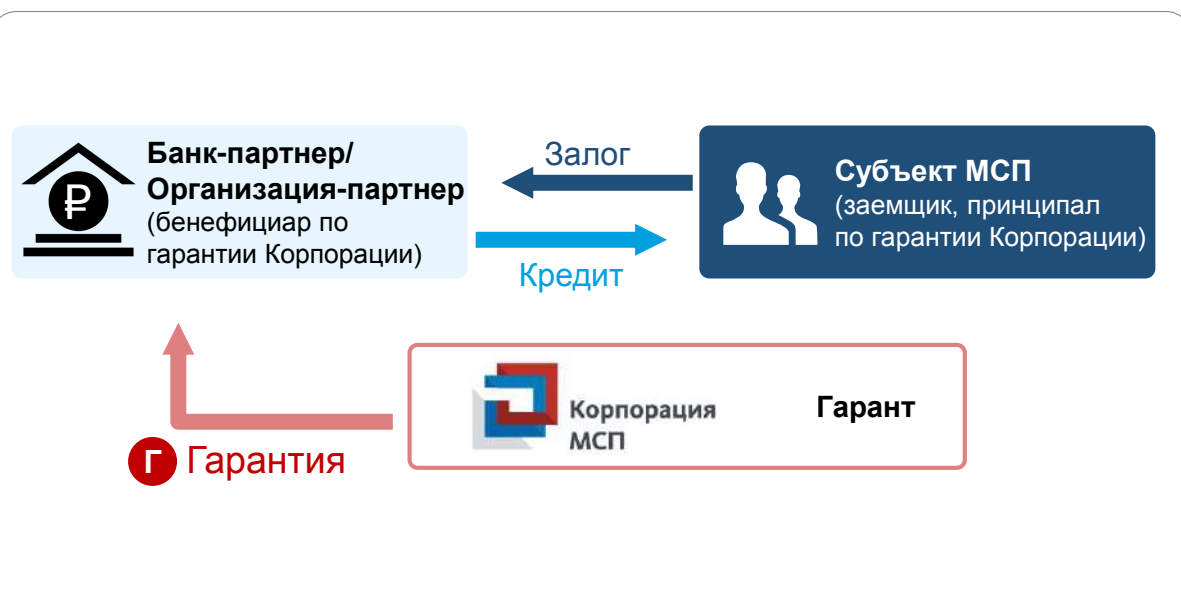 Банк-партнер/
Организация-партнер
(бенефициар по
гарантии Корпорации)
Залог
Кредит
Субъект МСП
(заемщик, принципал
по гарантии Корпорации)
Корпорация
МСП
Гарант
Г Гарантия